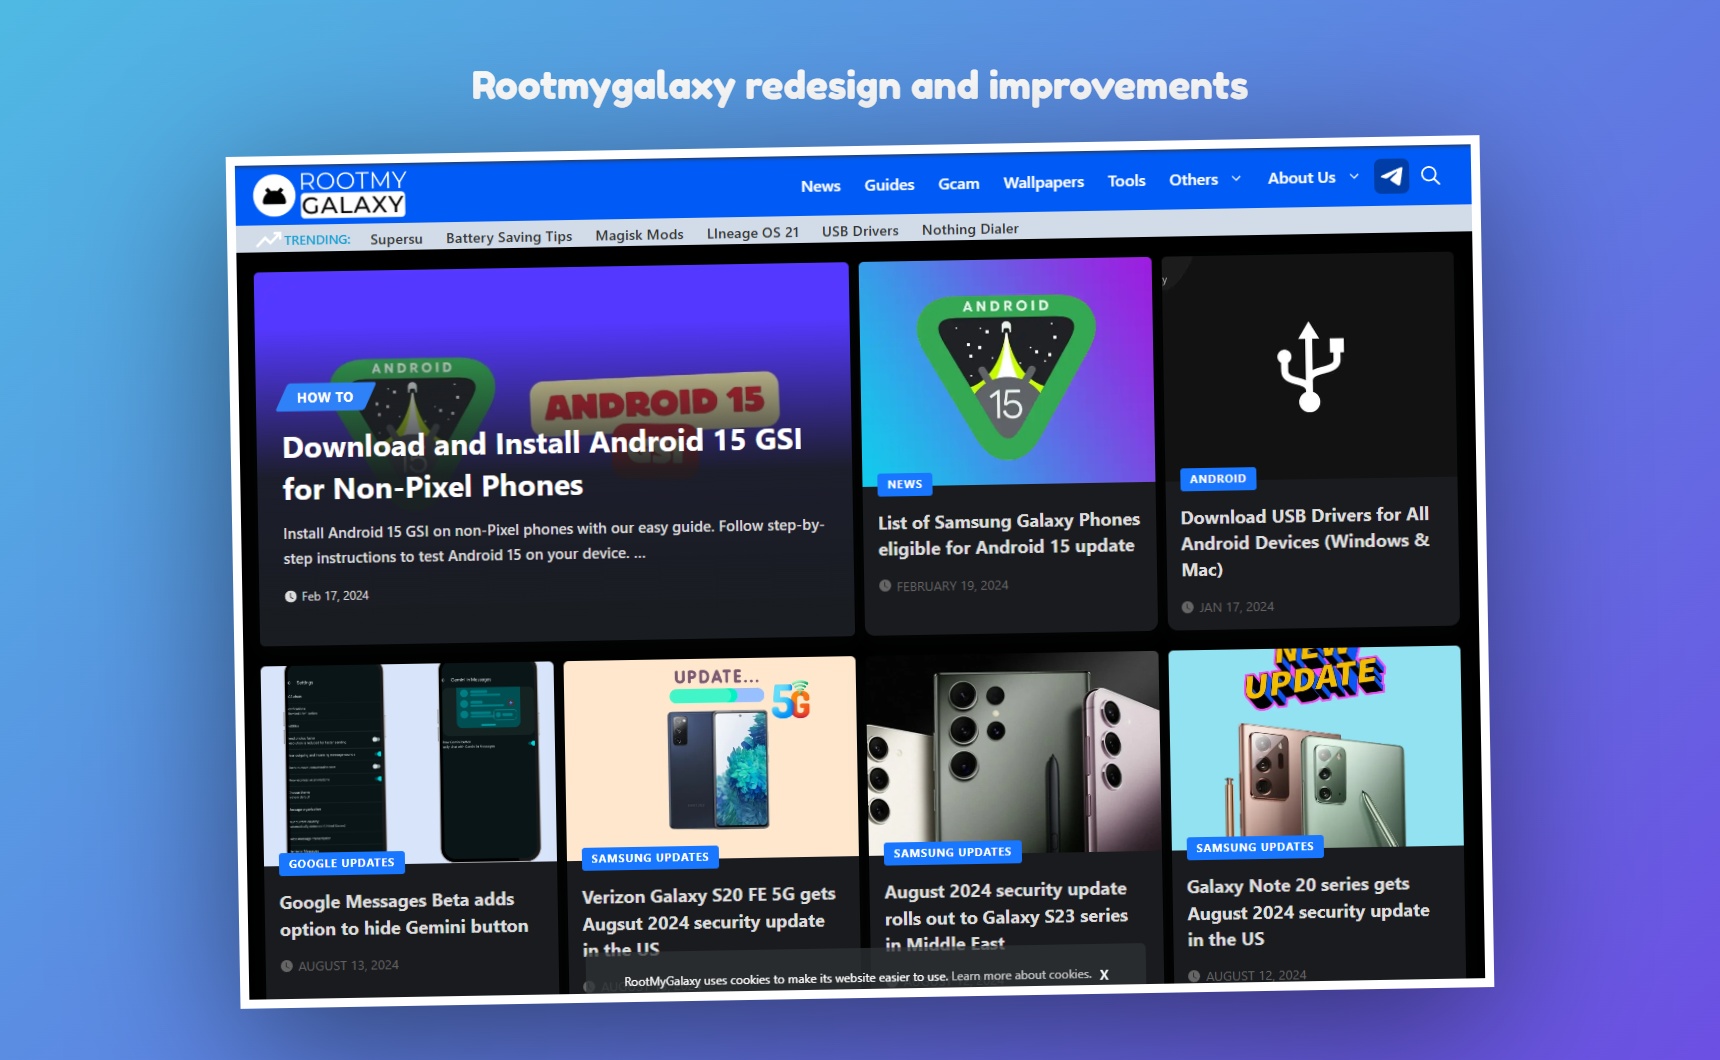 Rootmygalaxy redesign and improvements
ROOTMY
GALAXY
News Guides Gcam Wallpapers Tools Others About Us
TRENDING: Supersu Battery Saving Tips Magisk Mods LIneage OS 21 USB Drivers Nothing Dialer
ANDROID
15
ANDROID 15
GSI
HOW TO
Download and Install Android 15 GSI
for Non-Pixel Phones
Install Android 15 GSI on non-Pixel phones with our easy guide. Follow step-by-
step instructions to test Android 15 on your device. ...
Feb 17, 2024
ANDROID
15
NEWS
List of Samsung Galaxy Phones
eligible for Android 15 update
FEBRUARY 19, 2024
y
ANDROID
Download USB Drivers for All
Android Devices (Windows &
Mac)
JAN 17, 2024
Settings
Gemini in Messages
GOOGLE UPDATES
Google Messages Beta adds
option to hide Gemini button
AUGUST 13, 2024
UPDATE...
5G
SAMSUNG UPDATES
Verizon Galaxy S20 FE 5G gets
Augsut 2024 security update
in the US
SAMSUNG UPDATES
August 2024 security update
rolls out to Galaxy S23 series
in Middle East
NEW
UPDATE
SAMSUNG UPDATES
Galaxy Note 20 series gets
August 2024 security update
in the US
AUGUST 12, 2024
RootMyGalaxy uses cookies to make its website easier to use. Learn more about cookies. X